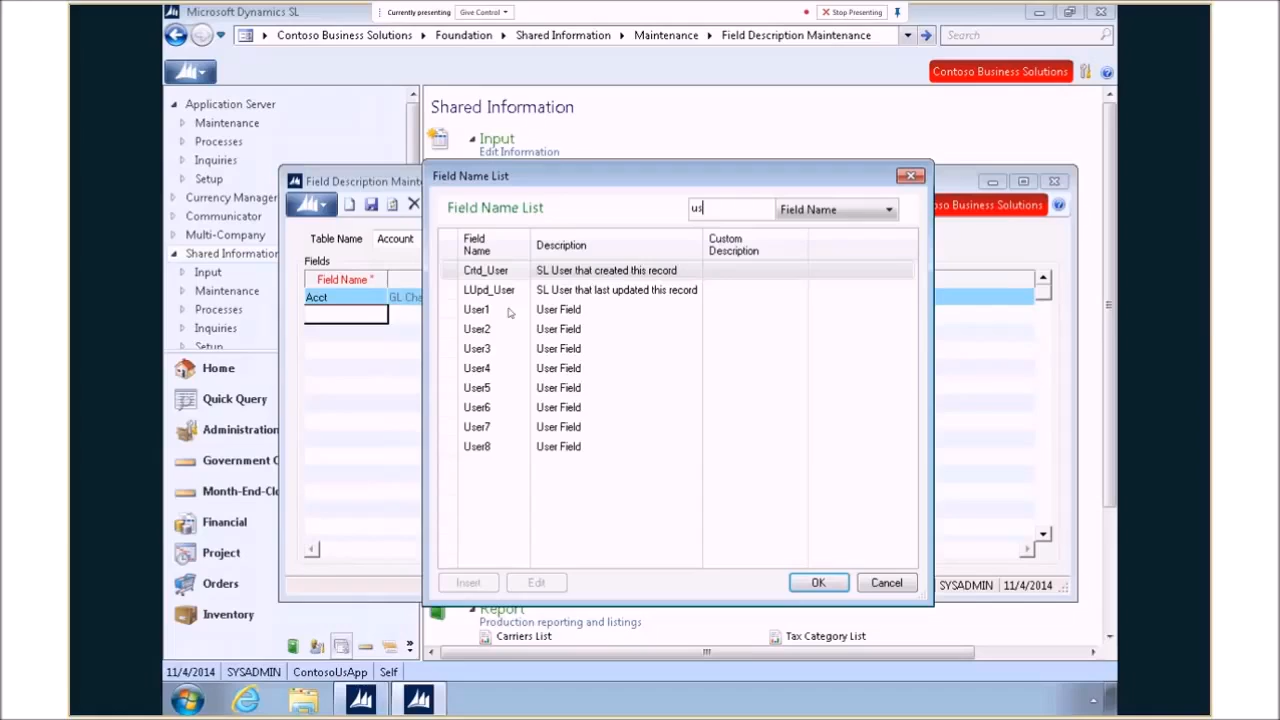 Microsoft Dynamics SL
Currently presenting
Give Control
Stop Presenting
Contoso Business Solutions
Foundation
Shared Information
Maintenance
Field Description Maintenance
Search
Contoso Business Solutions
Application Server
Maintenance
Processes
Inquiries
Setup
Currency Manager
Communicator
Multi-Company
Shared Information
Input
Maintenance
Processes
Inquiries
Setup
Home
Quick Query
Administration
Government C
Month-End-Clo
Financial
Project
Orders
Inventory
Shared Information
Input
Edit Information
Field Description Mainte
oso Business Solutions
Table Name
Account
Fields
Field Name *
Acct
GL Cha
SYSADMIN
11/4/2014
Field Name List
Field Name List
us
Field Name
Field Name
Description
Custom Description
Crtd_User
SL User that created this record
LUpd_User
SL User that last updated this record
User1
User Field
User2
User Field
User3
User Field
User4
User Field
User5
User Field
User6
User Field
User7
User Field
User8
User Field
Insert
Edit
OK
Cancel
Report
Production reporting and listings
Carriers List
Tax Category List
11/4/2014
SYSADMIN
ContosoUsApp
Self